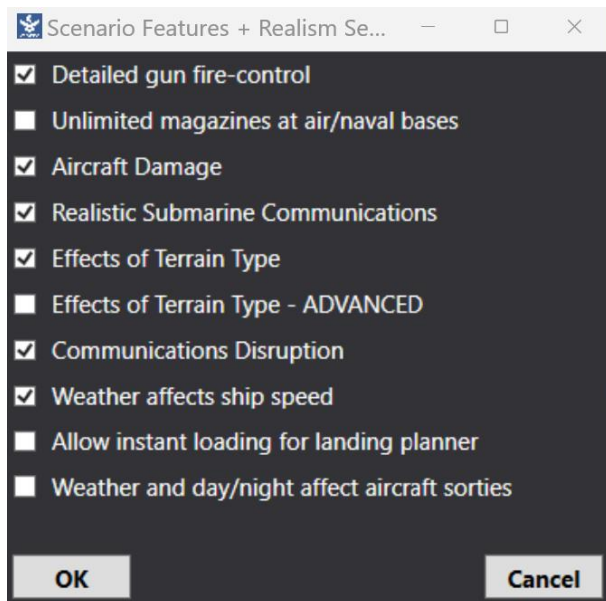 Scenario Features + Realism Se...
Detailed gun fire-control
Unlimited magazines at air/naval bases
Aircraft Damage
Realistic Submarine Communications
Effects of Terrain Type
Effects of Terrain Type - ADVANCED
Communications Disruption
Weather affects ship speed
Allow instant loading for landing planner
Weather and day/night affect aircraft sorties
OK
Cancel